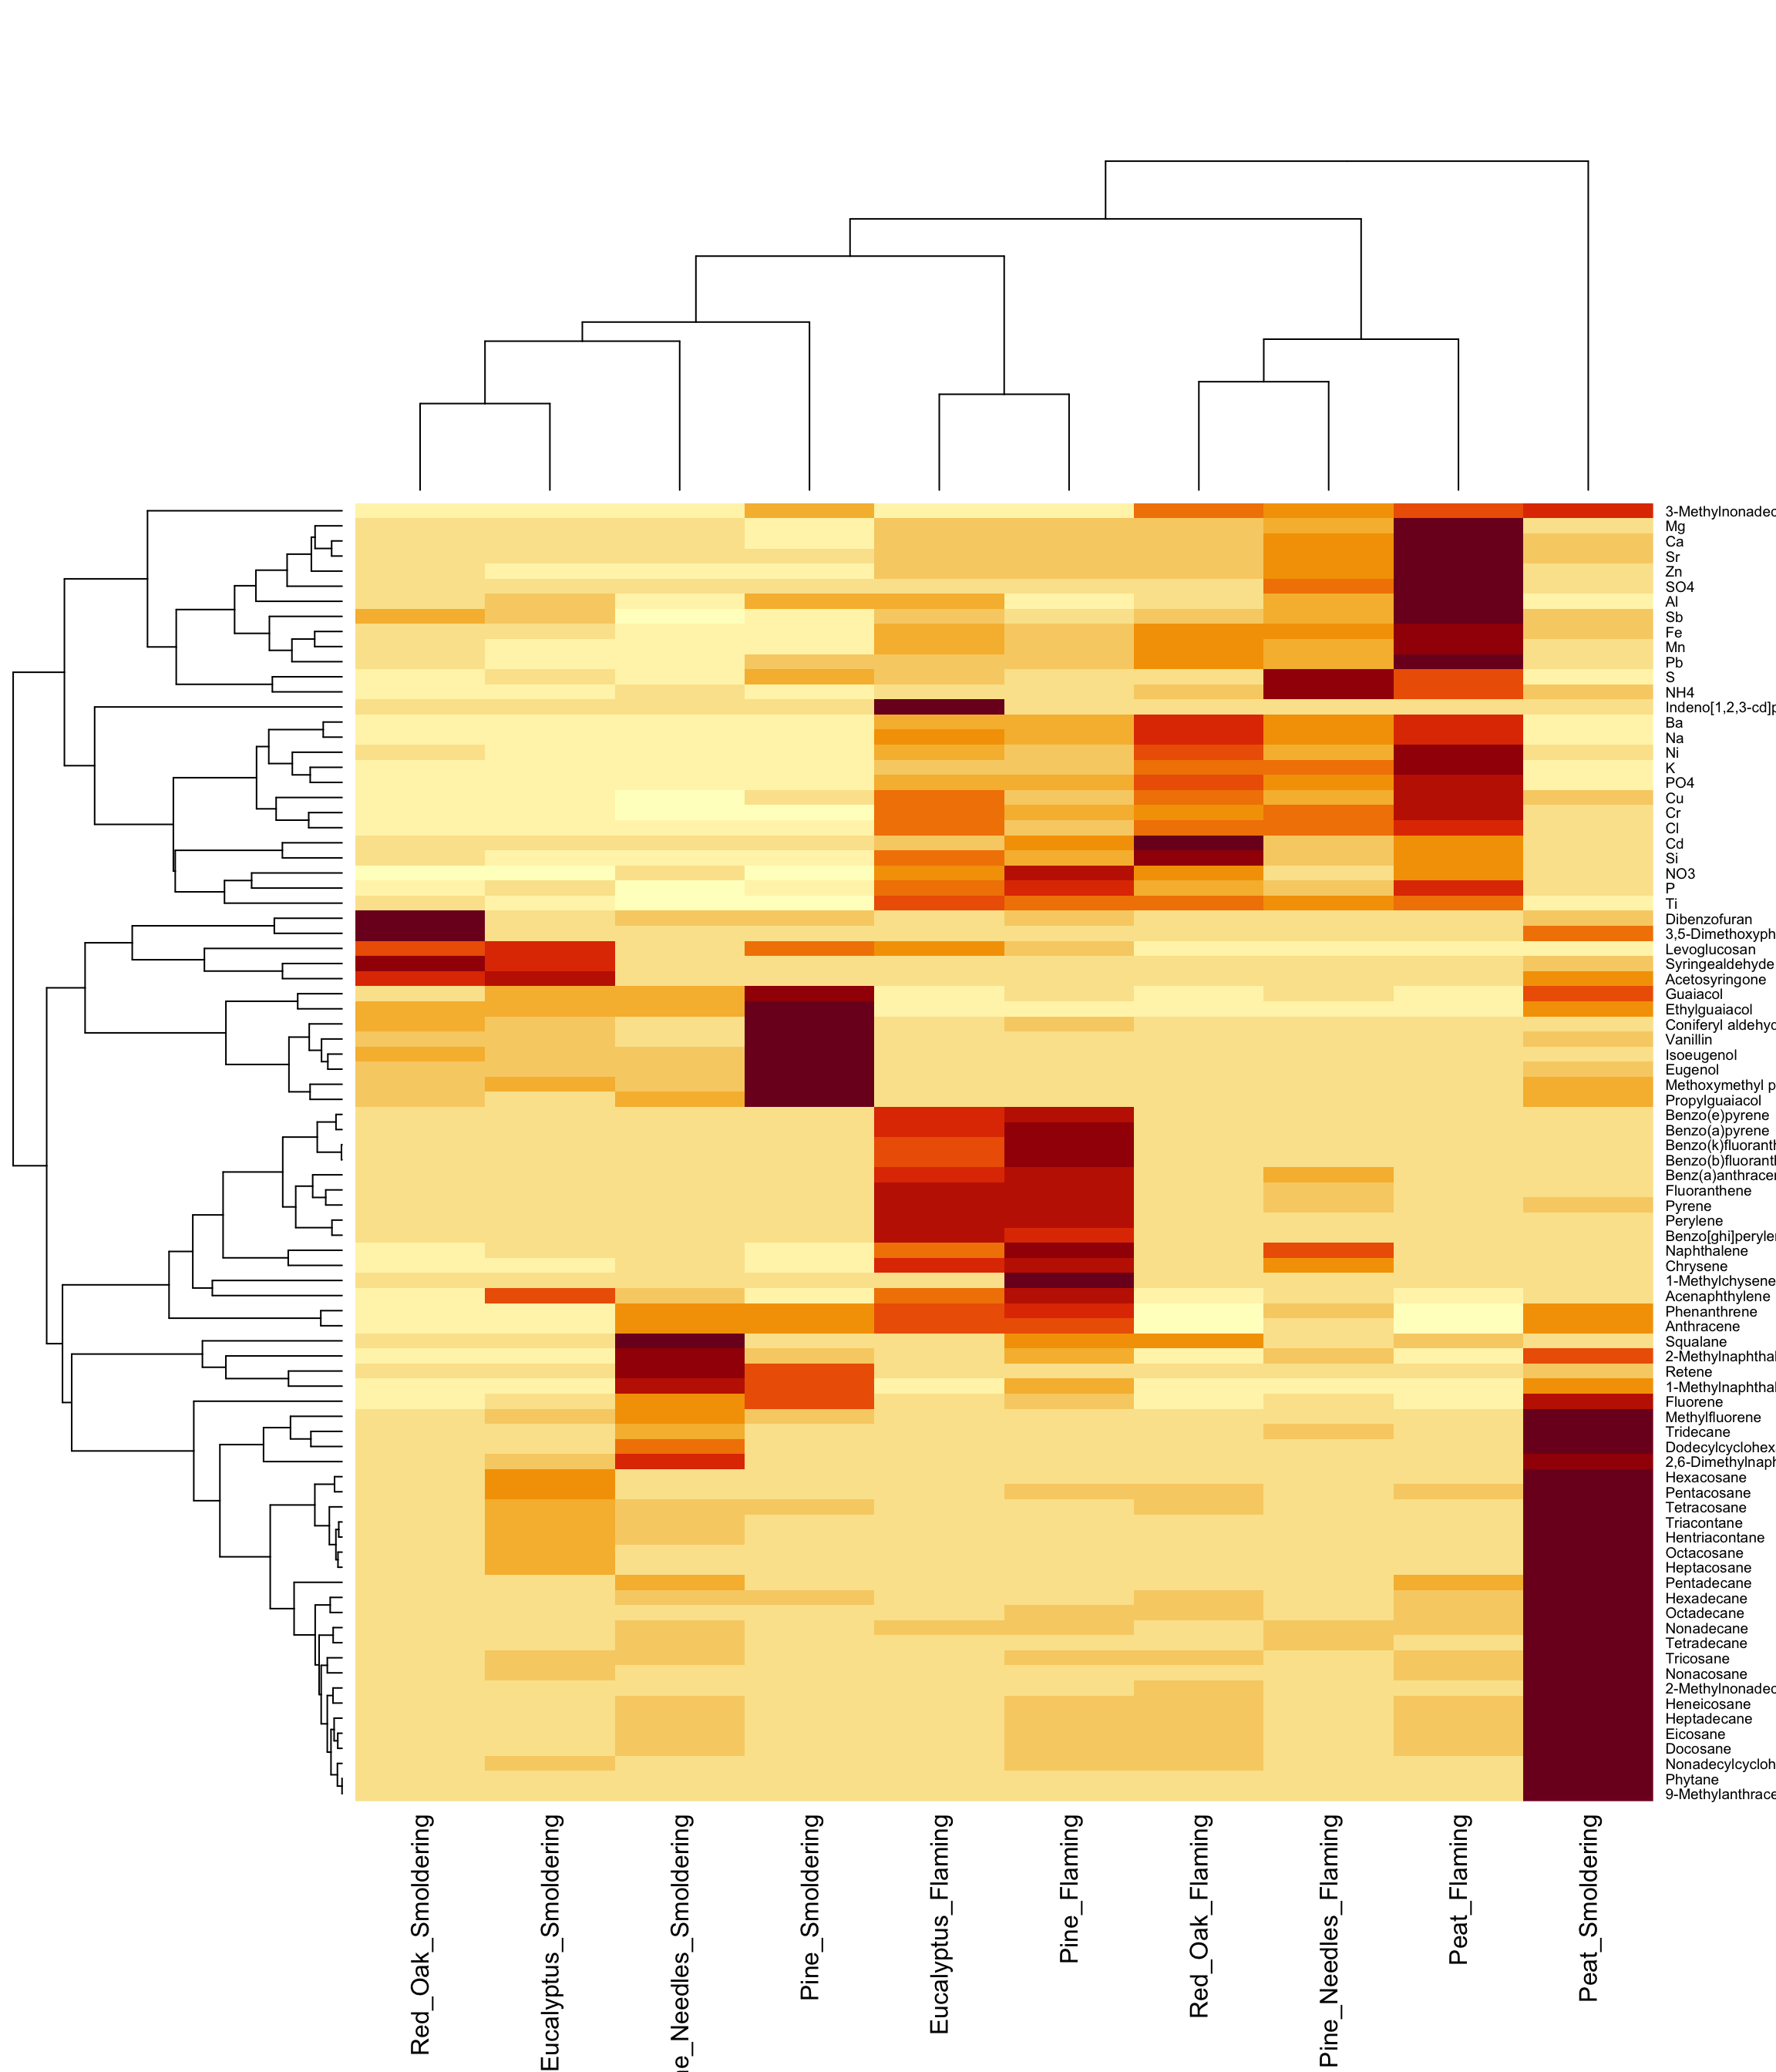 3-Methylnonadec
Mg
Ca
Sr
Zn
SO4
Al
Sb
Fe
Mn
Pb
S
NH4
Indeno[1,2,3-cd]p
Ba
Na
Ni
K
PO4
Cu
Cr
Cl
Cd
Si
NO3
P
Ti
Dibenzofuran
3,5-Dimethoxyph
Levoglucosan
Syringealdehyde
Acetosyringone
Guaiacol
Ethylguaiacol
Coniferyl aldehyd
Vanillin
Isoeugenol
Eugenol
Methoxymethyl p
Propylguaiacol
Benzo(e)pyrene
Benzo(a)pyrene
Benzo(k)fluoranth
Benzo(b)fluoranth
Benz(a)anthracen
Fluoranthene
Pyrene
Perylene
Benzo[ghi]perylen
Naphthalene
Chrysene
1-Methylchysene
Acenaphthylene
Phenanthrene
Anthracene
Squalane
2-Methylnaphthal
Retene
1-Methylnaphthal
Fluorene
Methylfluorene
Tridecane
Dodecylcyclohex
2,6-Dimethylnaph
Hexacosane
Pentacosane
Tetracosane
Triacontane
Hentriacontane
Octacosane
Heptacosane
Pentadecane
Hexadecane
Octadecane
Nonadecane
Tetradecane
Tricosane
Nonacosane
2-Methylnonadec
Heneicosane
Heptadecane
Eicosane
Docosane
Nonadecylcycloh
Phytane
9-Methylanthrace
Red_Oak_Smoldering
Eucalyptus_Smoldering
ne_Needles_Smoldering
Pine_Smoldering
Eucalyptus_Flaming
Pine_Flaming
Red_Oak_Flaming
Pine_Needles_Flaming
Peat_Flaming
Peat_Smoldering